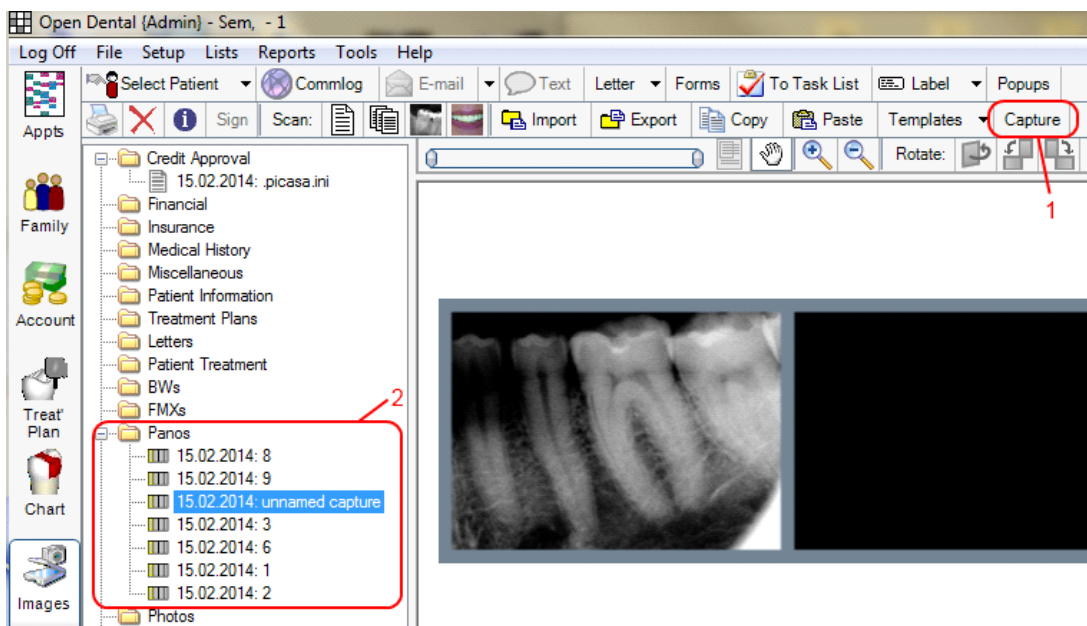 Open Dental {Admin} - Sem, - 1
Log Off File Setup Lists Reports Tools Help
Select Patient Commlog E-mail Text Letter Forms To Task List Label Popups
Sign Scan: Import Export Copy Paste Templates Capture
Rotate:
1
Appts
Family
Account
Treat'
Plan
Chart
Images
Credit Approval
15.02.2014: .picasa.ini
Financial
Insurance
Medical History
Miscellaneous
Patient Information
Treatment Plans
Letters
Patient Treatment
BWs
FMXs
2
Panos
15.02.2014: 8
15.02.2014: 9
15.02.2014: unnamed capture
15.02.2014: 3
15.02.2014: 6
15.02.2014: 1
15.02.2014: 2
Photos